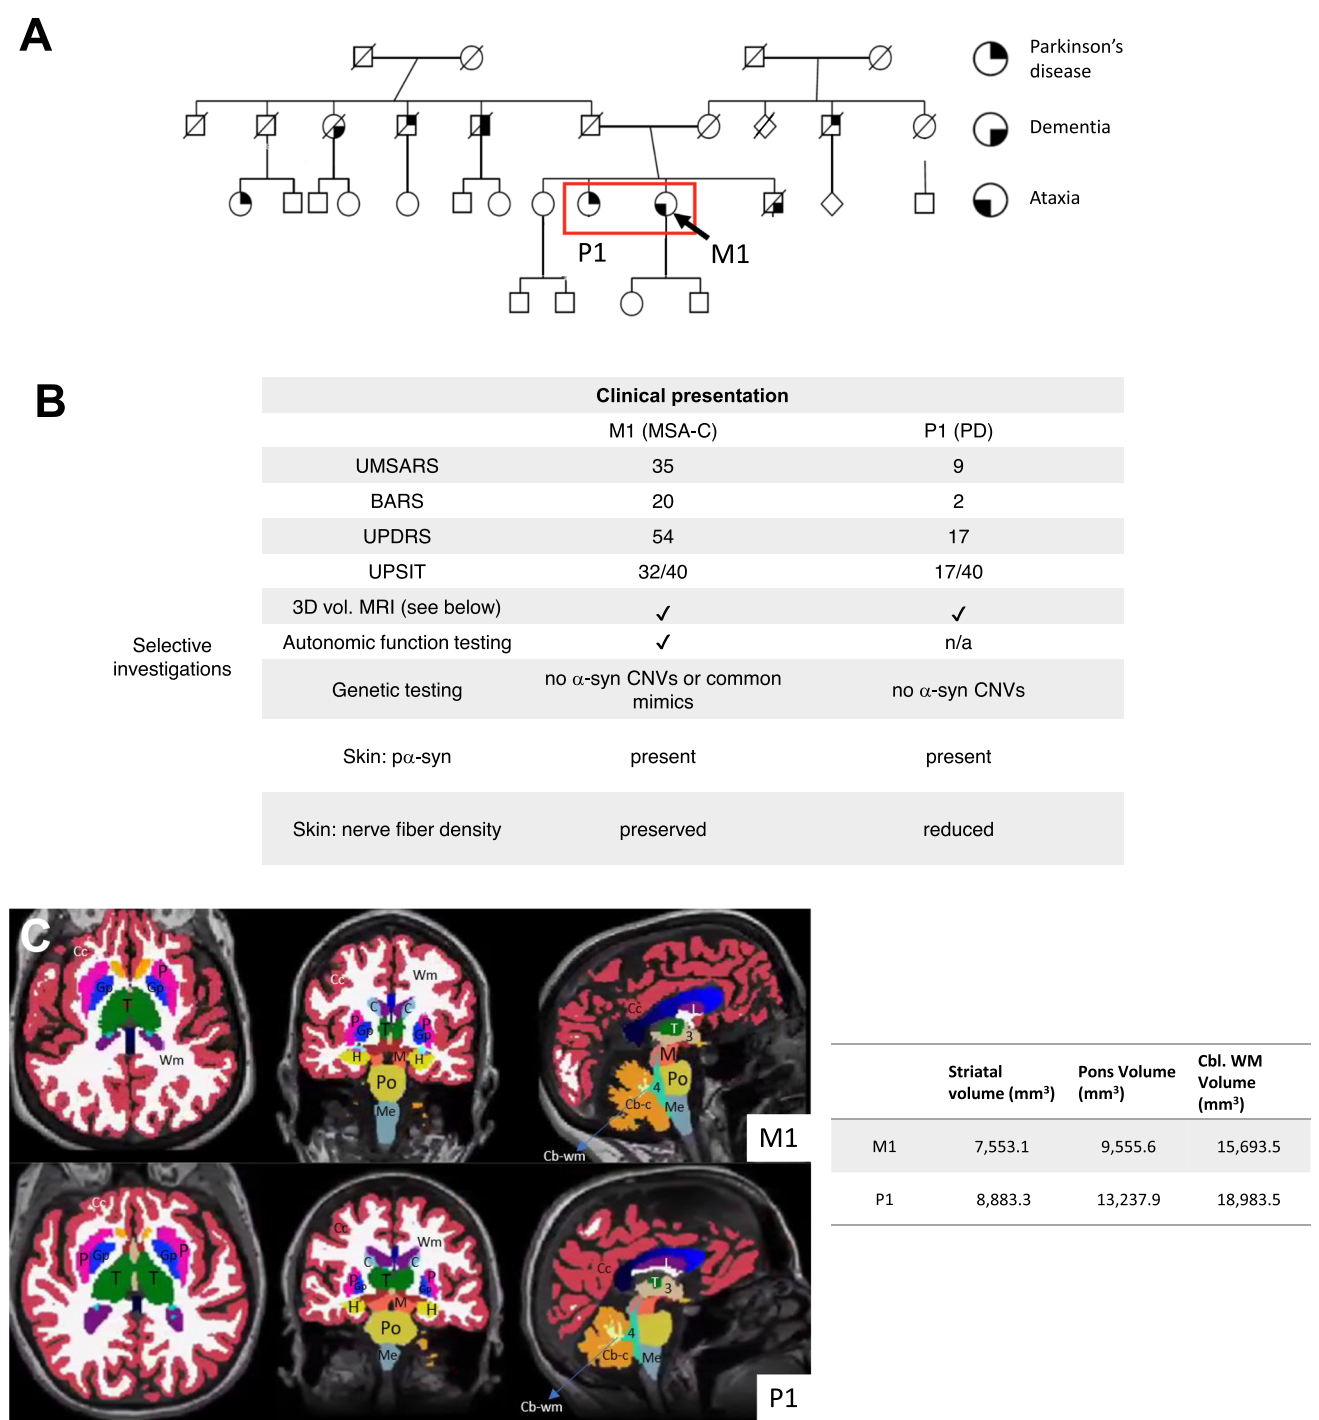 A
Parkinson's
disease
Dementia
Ataxia
P1
M1
B
Clinical presentation
M1 (MSA-C) P1 (PD)
UMSARS 35 9
BARS 20 2
UPDRS 54 17
UPSIT 32/40 17/40
3D vol. MRI (see below) ✓ ✓
Selective
investigations
Autonomic function testing ✓ n/a
Genetic testing no α-syn CNVs or common
mimics no α-syn CNVs
Skin: pα-syn present present
Skin: nerve fiber density preserved reduced
C
Cc
P
Gp Gp
T
Wm
Cc
Wm
C C
P T P
Gp Gp
H M H
Po
Me
Cc
L
T
3
M
4 Po
Cb-c Me
Cb-wm
M1
Cc
P Gp Gp P
T T
Cc
Wm
C C
P T P
Gp Gp
H M H
Po
Me
Cc
L
T
3
4
Cb-c Me
Cb-wm
P1
Striatal
volume (mm³)
Pons Volume
(mm³)
Cbl. WM
Volume
(mm³)
M1 7,553.1 9,555.6 15,693.5
P1 8,883.3 13,237.9 18,983.5